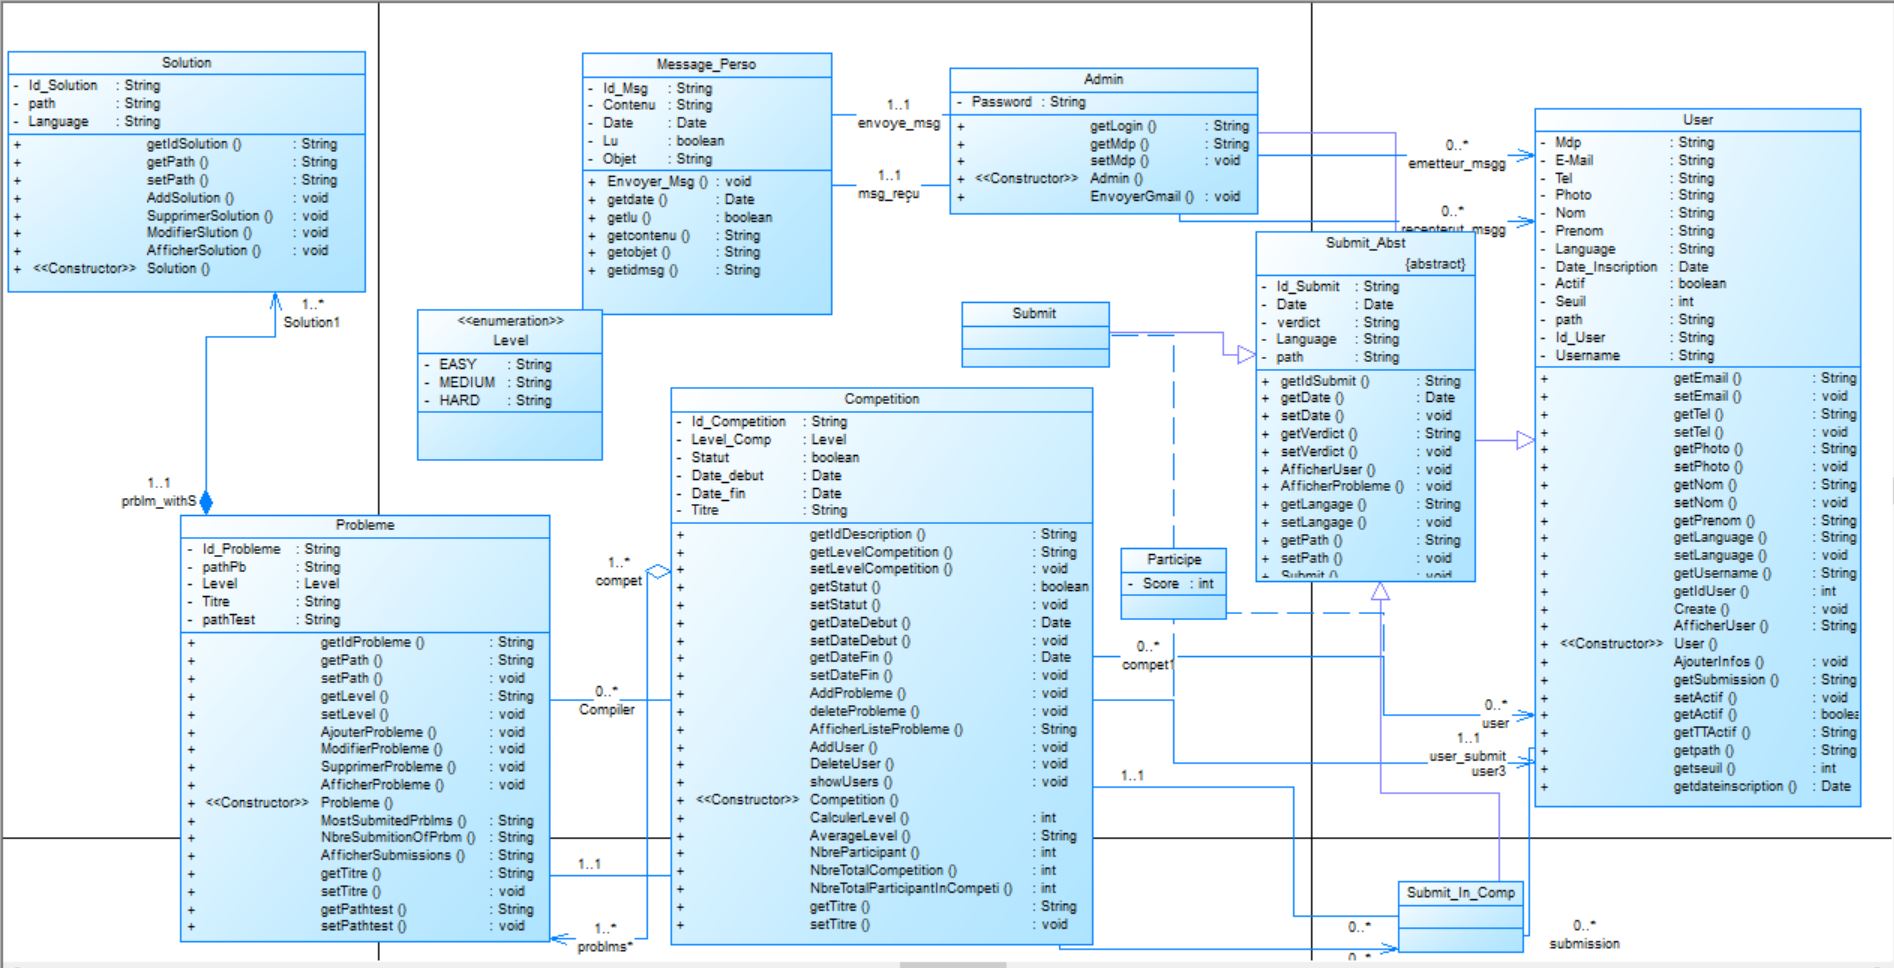 Solution
- Id_Solution : String
- path : String
- Language : String
+ getIdSolution () : String
+ getPath () : String
+ setPath () : String
+ AddSolution () : void
+ SupprimerSolution () : void
+ ModifierSlution () : void
+ AfficherSolution () : void
+ <<Constructor>> Solution ()
1..*
Solution1
1..1
prblm_withS
Message_Perso
- Id_Msg : String
- Contenu : String
- Date : Date
- Lu : boolean
- Objet : String
+ Envoyer_Msg () : void
+ getdate () : Date
+ getlu () : boolean
+ getcontenu () : String
+ getobjet () : String
+ getidmsg () : String
1..1
envoye_msg
1..1
msg_reçu
Admin
- Password : String
+ getLogin () : String
+ getMdp () : String
+ setMdp () : void
+ <<Constructor>> Admin ()
+ EnvoyerGmail () : void
0..*
emetteur_msgg
0..*
<<enumeration>>
Level
- EASY : String
- MEDIUM : String
- HARD : String
Submit
Submit_Abst
{abstract}
- Id_Submit : String
- Date : Date
- verdict : String
- Language : String
- path : String
+ getIdSubmit () : String
+ getDate () : Date
+ setDate () : void
+ getVerdict () : String
+ setVerdict () : void
+ AfficherUser () : void
+ AfficherProbleme () : void
+ getLangage () : String
+ setLangage () : void
+ getPath () : String
+ setPath () : void
+ Submit () : void
User
- Mdp : String
- E-Mail : String
- Tel : String
- Photo : String
- Nom : String
- Prenom : String
- Language : String
- Date_Inscription : Date
- Actif : boolean
- Seuil : int
- path : String
- Id_User : String
- Username : String
+ getEmail () : String
+ setEmail () : void
+ getTel () : String
+ setTel () : void
+ getPhoto () : String
+ setPhoto () : void
+ getNom () : String
+ setNom () : void
+ getPrenom () : String
+ getLanguage () : String
+ setLanguage () : void
+ getUsername () : String
+ getIdUser () : int
+ Create () : void
+ AfficherUser () : String
+ <<Constructor>> User ()
+ AjouterInfos () : void
+ getSubmission () : String
+ setActif () : void
+ getActif () : boolea
+ getTTActif () : String
+ getpath () : String
+ getseuil () : int
+ getdateinscription () : Date
Probleme
- Id_Probleme : String
- pathPb : String
- Level : Level
- Titre : String
- pathTest : String
+ getIdProbleme () : String
+ getPath () : String
+ setPath () : void
+ getLevel () : String
+ setLevel () : void
+ AjouterProbleme () : void
+ ModifierProbleme () : void
+ SupprimerProbleme () : void
+ AfficherProbleme () : void
+ <<Constructor>> Probleme ()
+ MostSubmitedPrblms () : String
+ NbreSubmitionOfPrbm () : String
+ AfficherSubmissions () : String
+ getTitre () : String
+ setTitre () : void
+ getPathtest () : String
+ setPathtest () : void
1..*
compet
0..*
Compiler
1..1
1..*
problms*
Competition
- Id_Competition : String
- Level_Comp : Level
- Statut : boolean
- Date_debut : Date
- Date_fin : Date
- Titre : String
+ getIdDescription () : String
+ getLevelCompetition () : String
+ setLevelCompetition () : void
+ getStatut () : boolean
+ setStatut () : void
+ getDateDebut () : Date
+ setDateDebut () : void
+ getDateFin () : Date
+ setDateFin () : void
+ AddProbleme () : void
+ deleteProbleme () : void
+ AfficherListeProbleme () : String
+ AddUser () : void
+ DeleteUser () : void
+ showUsers () : void
+ <<Constructor>> Competition ()
+ CalculerLevel () : int
+ AverageLevel () : String
+ NbreParticipant () : int
+ NbreTotalCompetition () : int
+ NbreTotalParticipantInCompeti () : int
+ getTitre () : String
+ setTitre () : void
Participe
- Score : int
0..*
compet1
0..*
user
1..1
user_submit
user3
1..1
Submit_In_Comp
0..*
0..*
0..*
submission